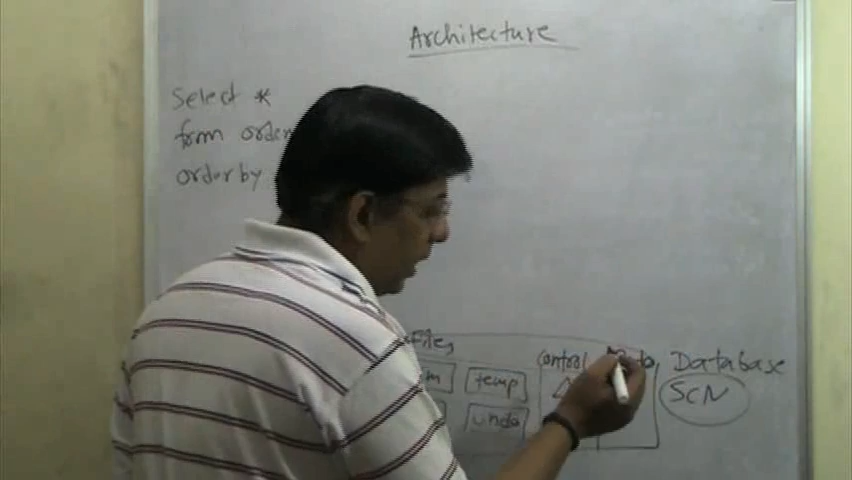 Architecture
Select *
from order
order by
Files
Control
Database
temp
SCN
undo